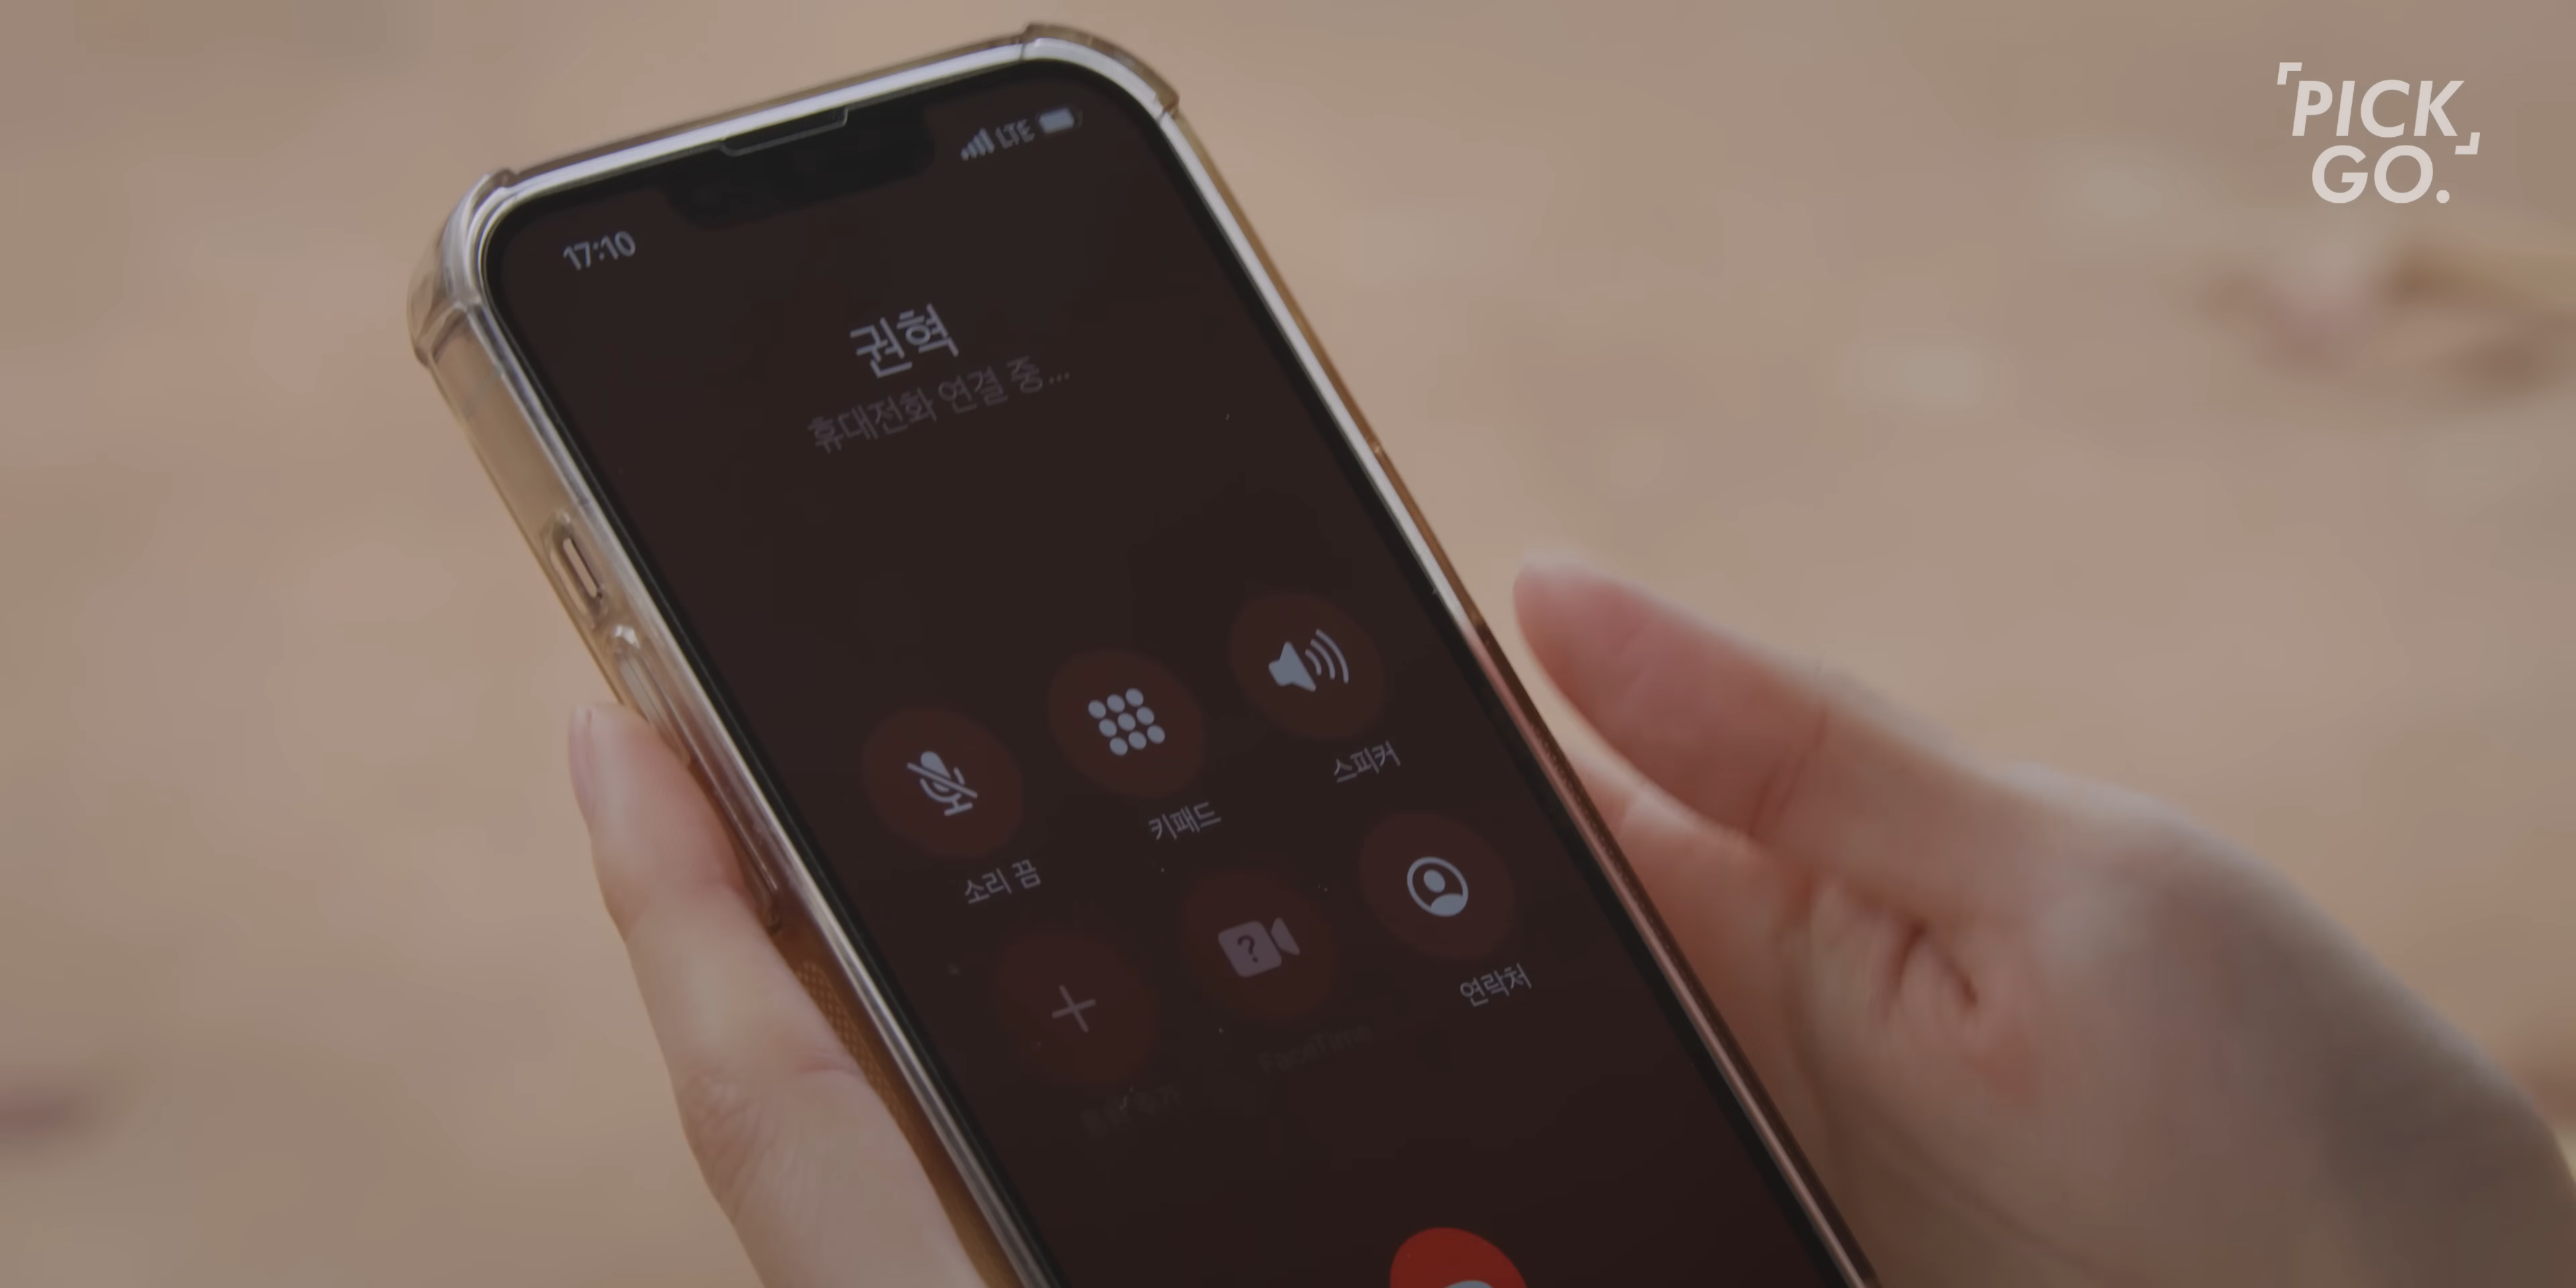 「PICK」
GO.
LTE
17:10
권혁
휴대전화 연결 중...
소리 끔
키패드
스피커
FaceTime
연락처